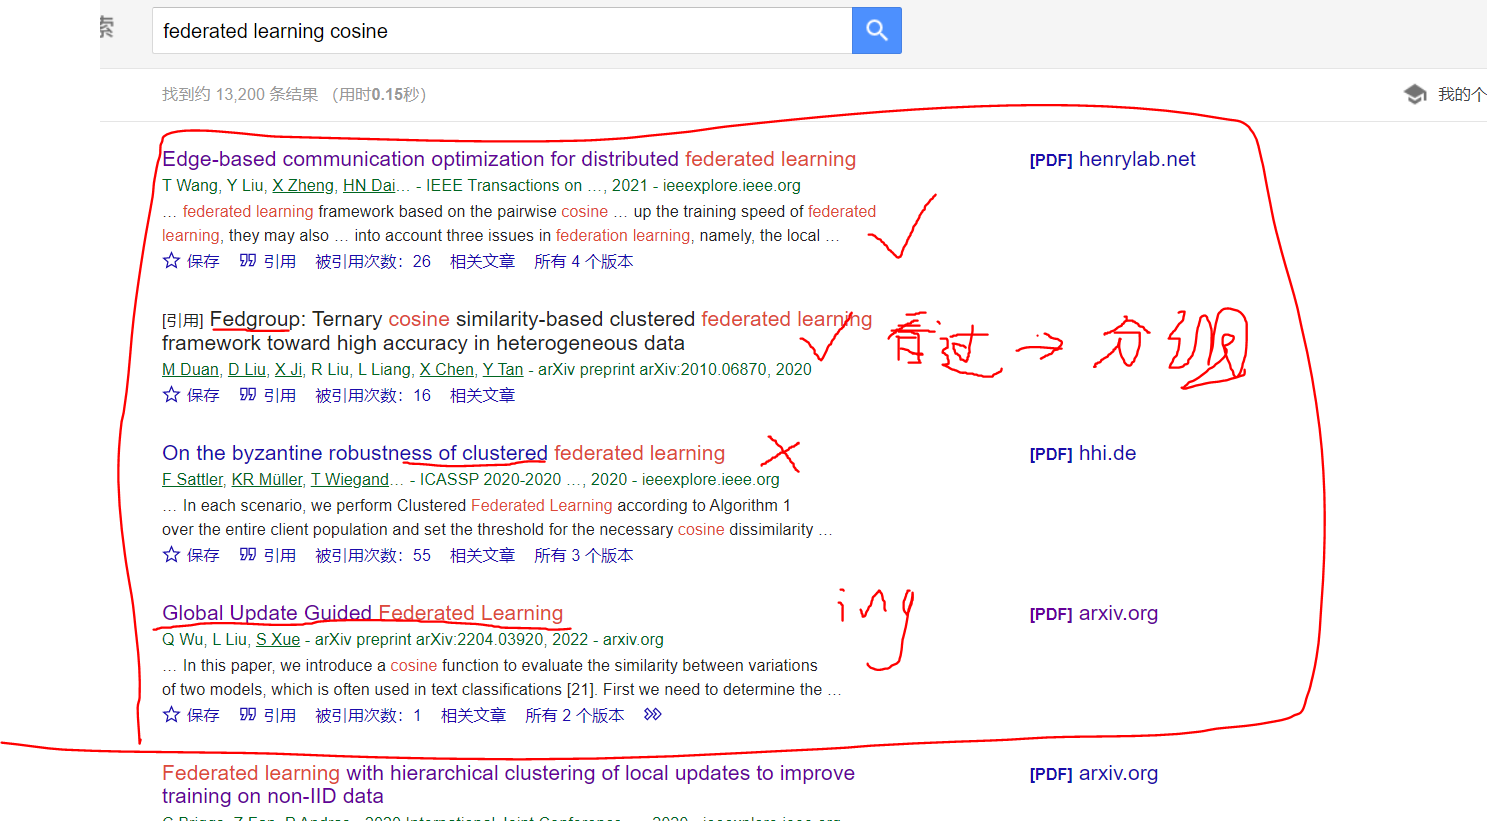 索
federated learning cosine
找到约 13,200 条结果 （用时0.15秒）
我的个
Edge-based communication optimization for distributed federated learning
[PDF] henrylab.net
T Wang, Y Liu, X Zheng, HN Dai… - IEEE Transactions on …, 2021 - ieeexplore.ieee.org
… federated learning framework based on the pairwise cosine … up the training speed of federated
learning, they may also … into account three issues in federation learning, namely, the local …
保存 引用 被引用次数：26 相关文章 所有 4 个版本
[引用] Fedgroup: Ternary cosine similarity-based clustered federated learning
framework toward high accuracy in heterogeneous data
看过 → 分级
M Duan, D Liu, X Ji, R Liu, L Liang, X Chen, Y Tan - arXiv preprint arXiv:2010.06870, 2020
保存 引用 被引用次数：16 相关文章
On the byzantine robustness of clustered federated learning
[PDF] hhi.de
F Sattler, KR Müller, T Wiegand… - ICASSP 2020-2020 …, 2020 - ieeexplore.ieee.org
… In each scenario, we perform Clustered Federated Learning according to Algorithm 1
over the entire client population and set the threshold for the necessary cosine dissimilarity …
保存 引用 被引用次数：55 相关文章 所有 3 个版本
Global Update Guided Federated Learning
ing
[PDF] arxiv.org
Q Wu, L Liu, S Xue - arXiv preprint arXiv:2204.03920, 2022 - arxiv.org
… In this paper, we introduce a cosine function to evaluate the similarity between variations
of two models, which is often used in text classifications [21]. First we need to determine the …
保存 引用 被引用次数：1 相关文章 所有 2 个版本
Federated learning with hierarchical clustering of local updates to improve
training on non-IID data
[PDF] arxiv.org